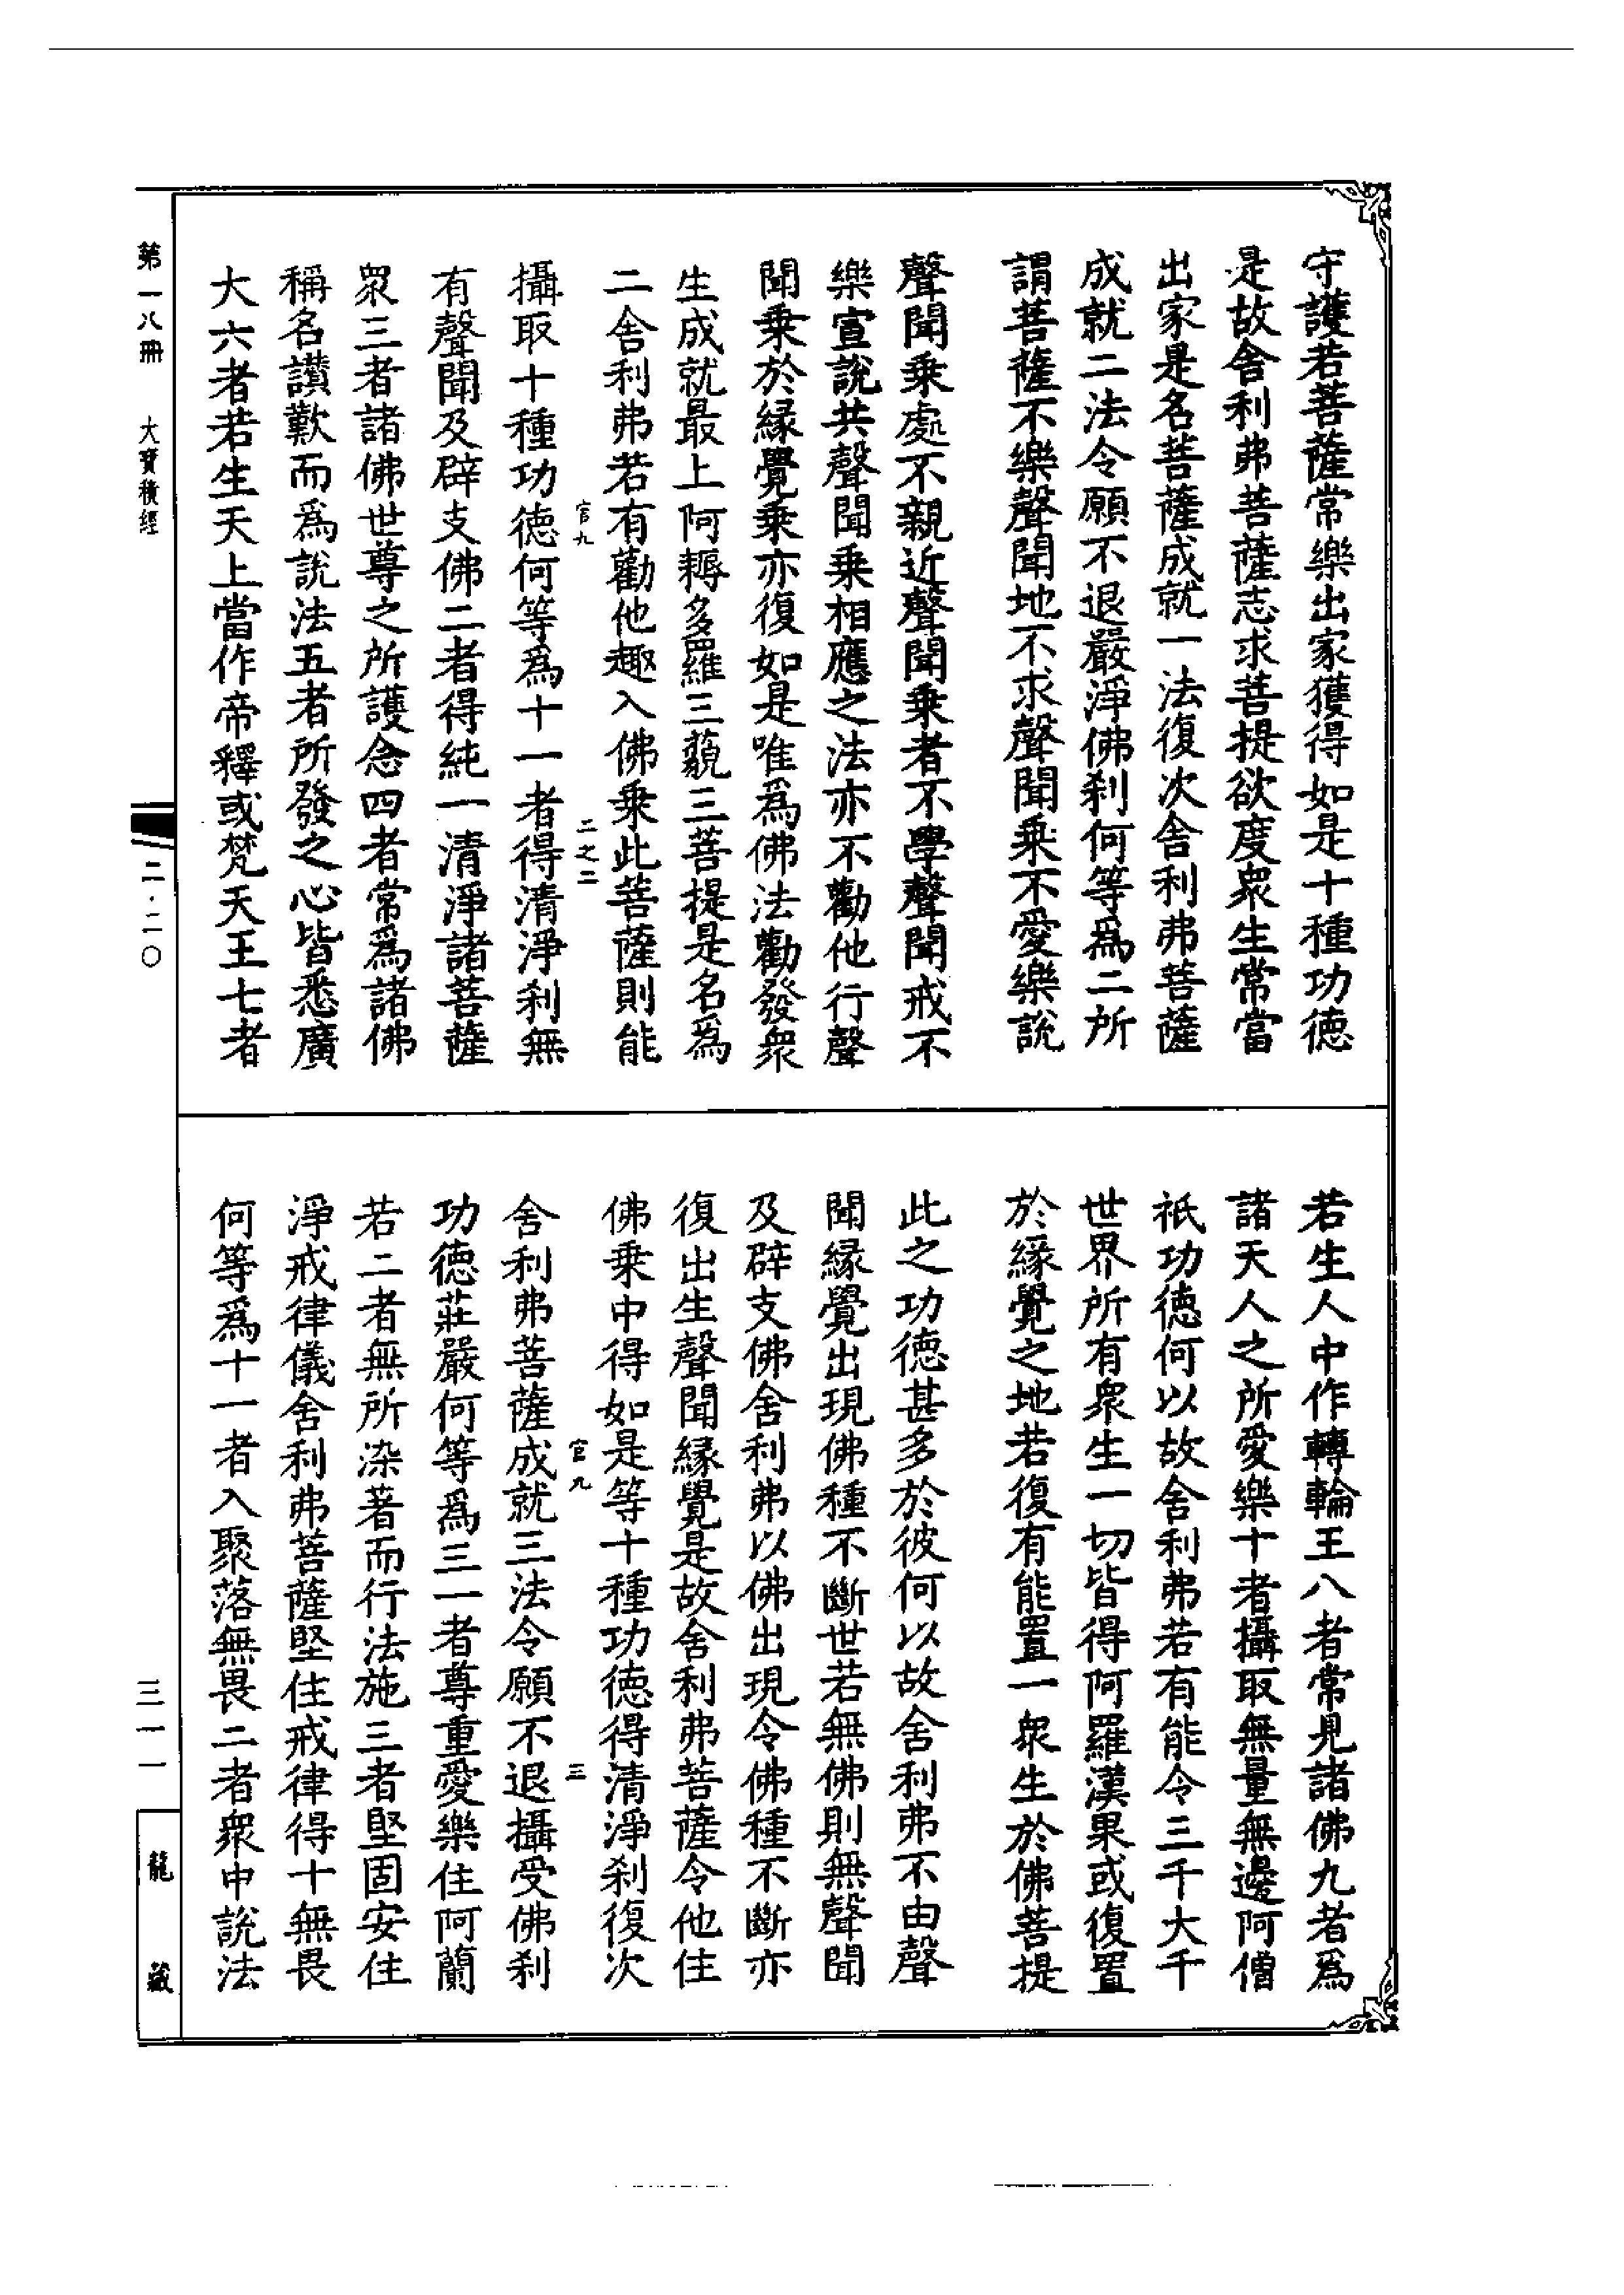 守護若菩薩常樂出家獲得如是十種功德
是故舍利弗菩薩志求菩提欲度衆生常當
出家是名菩薩成就一法復次舍利弗菩薩
成就二法令願不退嚴淨佛刹何等爲二所
謂菩薩不樂聲聞地不求聲聞乘不愛樂說
聲聞乘處不親近聲聞乘者不學聲聞戒不
樂宣說共聲聞乘相應之法亦不勸他行聲
聞乘於緣覺乘亦復如是唯爲佛法勸發衆
生成就最上阿耨多羅三藐三菩提是名爲
二舍利弗若有勸他趣入佛乘此菩薩則能
官九 二之二
攝取十種功德何等爲十一者得清淨刹無
有聲聞及辟支佛二者得純一清淨諸菩薩
衆三者諸佛世尊之所護念四者常爲諸佛
稱名讚歎而爲說法五者所發之心皆悉廣
大六者若生天上當作帝釋或梵天王七者
若生人中作轉輪王八者常見諸佛九者爲
諸天人之所愛樂十者攝取無量無邊阿僧
祇功德何以故舍利弗若有能令三千大千
世界所有衆生一切皆得阿羅漢果或復置
於緣覺之地若復有能置一衆生於佛菩提
此之功德甚多於彼何以故舍利弗不由聲
聞緣覺出現佛種不斷世若無佛則無聲聞
及辟支佛舍利弗以佛出現令佛種不斷亦
復出生聲聞緣覺是故舍利弗菩薩令他住
佛乘中得如是等十種功德得清淨刹復次
官九 三
舍利弗菩薩成就三法令願不退攝受佛刹
功德莊嚴何等爲三一者尊重愛樂住阿蘭
若二者無所染著而行法施三者堅固安住
淨戒律儀舍利弗菩薩堅住戒律得十無畏
何等爲十一者入聚落無畏二者衆中說法
第一八冊 大寶積經
二·二〇
三一一
龍藏